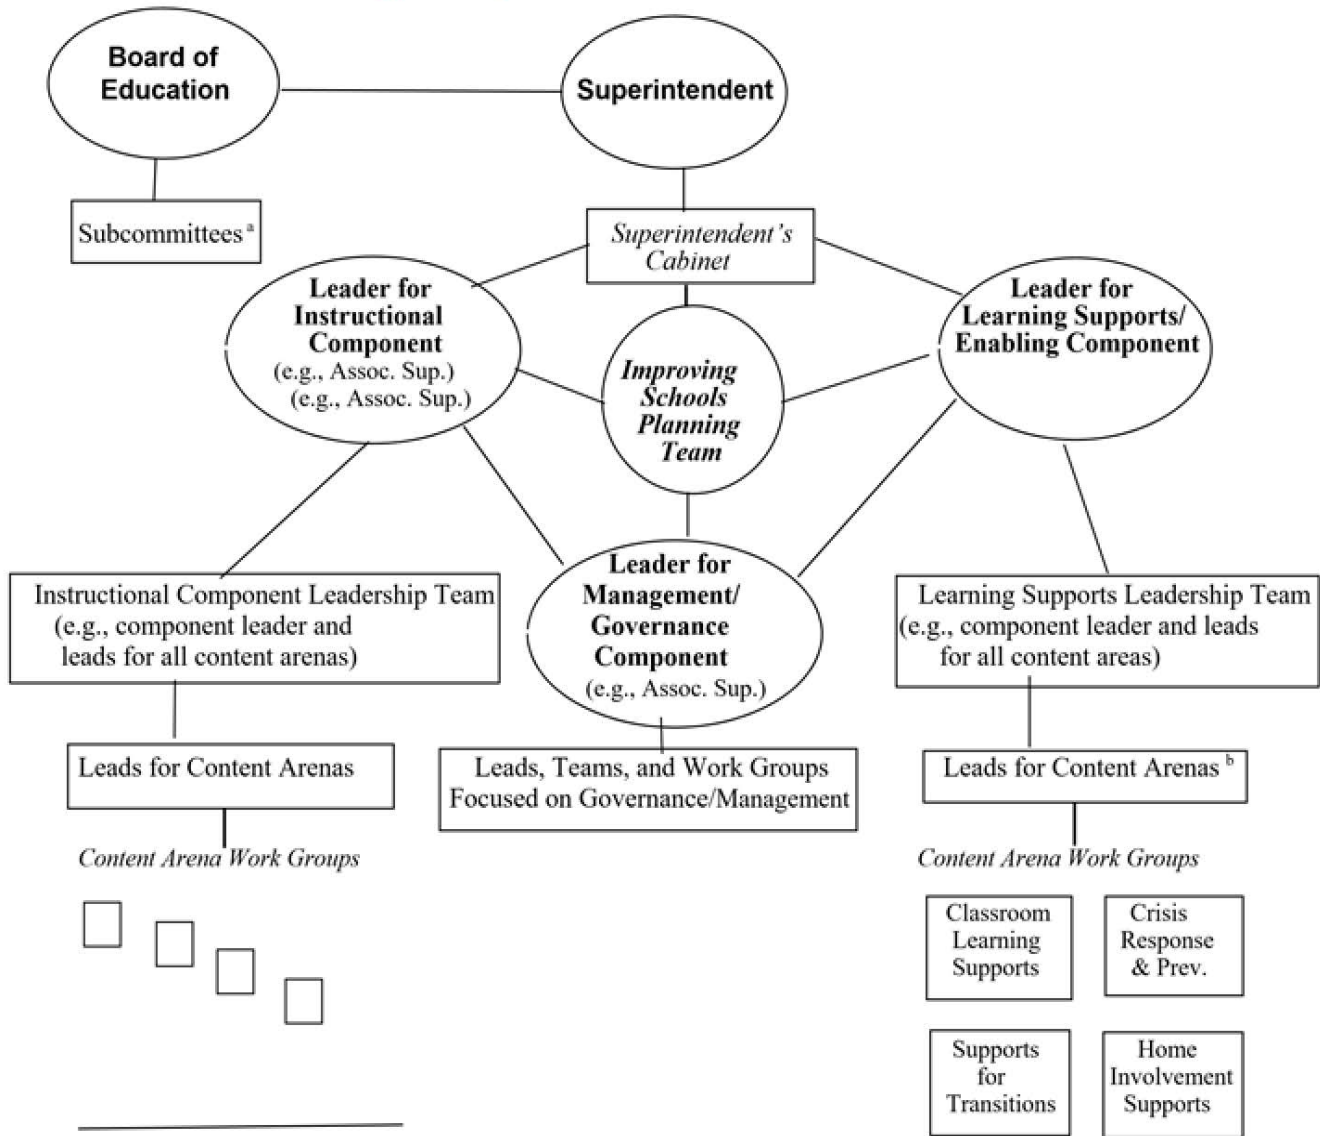 Board of
Education
Superintendent
Subcommittees a
Superintendent's
Cabinet
Leader for
Instructional
Component
(e.g., Assoc. Sup.)
(e.g., Assoc. Sup.)
Improving
Schools
Planning
Team
Leader for
Learning Supports/
Enabling Component
Leader for
Management/
Governance
Component
(e.g., Assoc. Sup.)
Instructional Component Leadership Team
(e.g., component leader and
leads for all content arenas)
Learning Supports Leadership Team
(e.g., component leader and leads
for all content areas)
Leads for Content Arenas
Leads, Teams, and Work Groups
Focused on Governance/Management
Leads for Content Arenas b
Content Arena Work Groups
Content Arena Work Groups
Classroom
Learning
Supports
Crisis
Response
& Prev.
Supports
for
Transitions
Home
Involvement
Supports